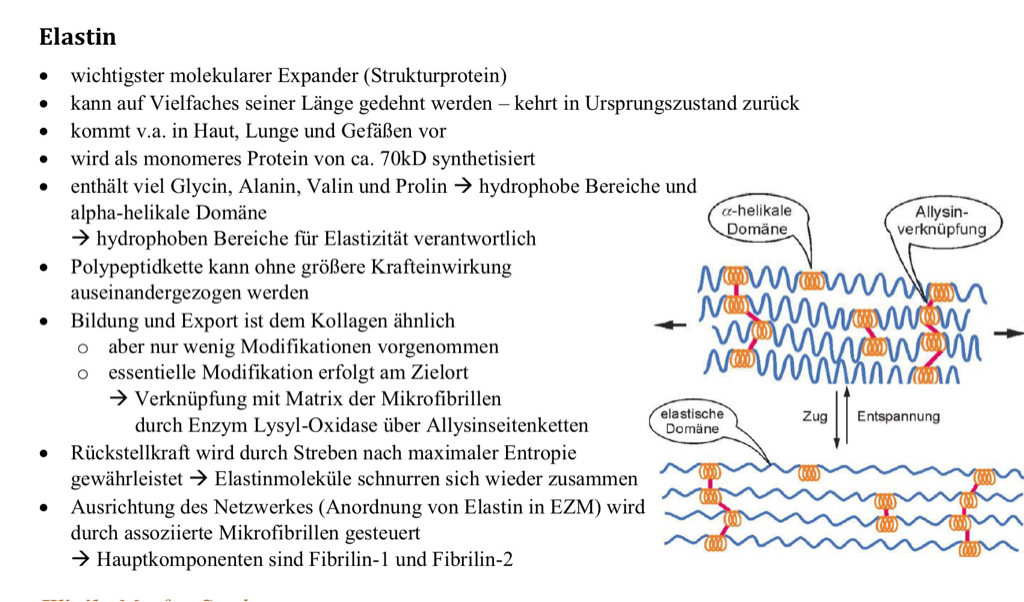 Elastin
• wichtigster molekularer Expander (Strukturprotein)
• kann auf Vielfaches seiner Länge gedehnt werden – kehrt in Ursprungszustand zurück
• kommt v.a. in Haut, Lunge und Gefäßen vor
• wird als monomeres Protein von ca. 70kD synthetisiert
• enthält viel Glycin, Alanin, Valin und Prolin → hydrophobe Bereiche und
alpha-helikale Domäne
→ hydrophoben Bereiche für Elastizität verantwortlich
• Polypeptidkette kann ohne größere Krafteinwirkung
auseinandergezogen werden
• Bildung und Export ist dem Kollagen ähnlich
o aber nur wenig Modifikationen vorgenommen
o essentielle Modifikation erfolgt am Zielort
→ Verknüpfung mit Matrix der Mikrofibrillen
durch Enzym Lysyl-Oxidase über Allysinseitenketten
• Rückstellkraft wird durch Streben nach maximaler Entropie
gewährleistet → Elastinmoleküle schnurren sich wieder zusammen
• Ausrichtung des Netzwerkes (Anordnung von Elastin in EZM) wird
durch assoziierte Mikrofibrillen gesteuert
→ Hauptkomponenten sind Fibrilin-1 und Fibrilin-2
α-helikale
Domäne
Allysin-
verknüpfung
elastische
Domäne
Zug
Entspannung